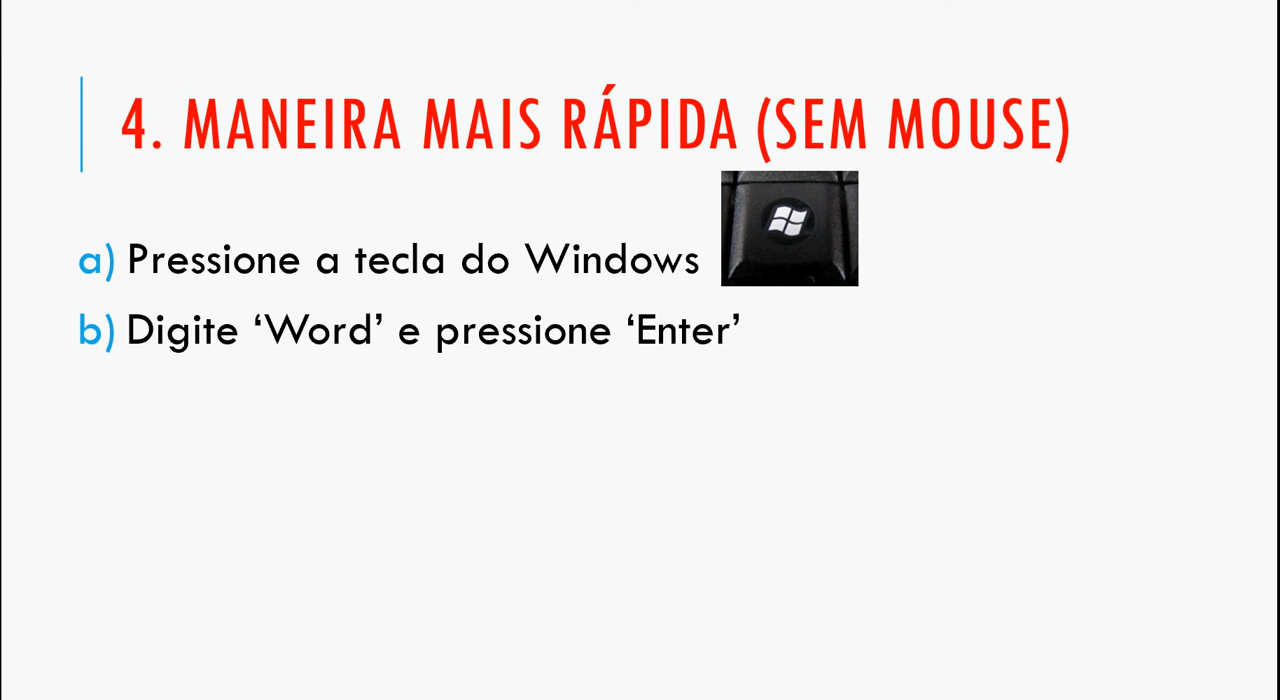 4. MANEIRA MAIS RÁPIDA (SEM MOUSE)
a) Pressione a tecla do Windows
b) Digite ‘Word’ e pressione ‘Enter’